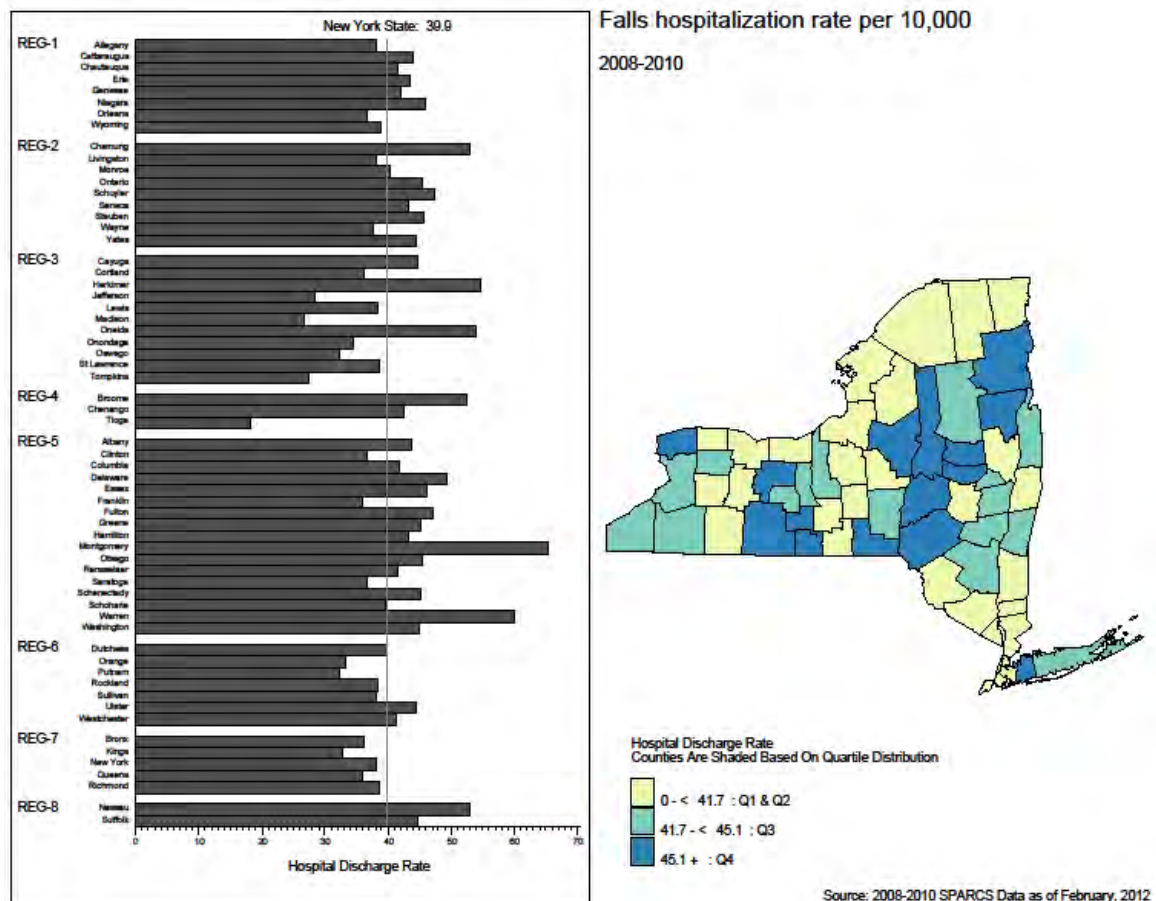 New York State: 39.9
REG-1
Allegany
Cattaraugus
Chautauqua
Erie
Genesee
Niagara
Orleans
Wyoming
REG-2
Chemung
Livingston
Monroe
Ontario
Schuyler
Seneca
Steuben
Wayne
Yates
REG-3
Cayuga
Cortland
Herkimer
Jefferson
Lewis
Madison
Oneida
Onondaga
Oswego
St Lawrence
Tompkins
REG-4
Broome
Chenango
Tioga
REG-5
Albany
Clinton
Columbia
Delaware
Essex
Franklin
Fulton
Greene
Hamilton
Montgomery
Otsego
Rensselaer
Saratoga
Schenectady
Schoharie
Warren
Washington
REG-6
Dutchess
Orange
Putnam
Rockland
Sullivan
Ulster
Westchester
REG-7
Bronx
Kings
New York
Queens
Richmond
REG-8
Nassau
Suffolk
0 10 20 30 40 50 60 70
Hospital Discharge Rate
Falls hospitalization rate per 10,000
2008-2010
Hospital Discharge Rate
Counties Are Shaded Based On Quartile Distribution
0 - < 41.7 : Q1 & Q2
41.7 - < 45.1 : Q3
45.1 + : Q4
Source: 2008-2010 SPARCS Data as of February, 2012